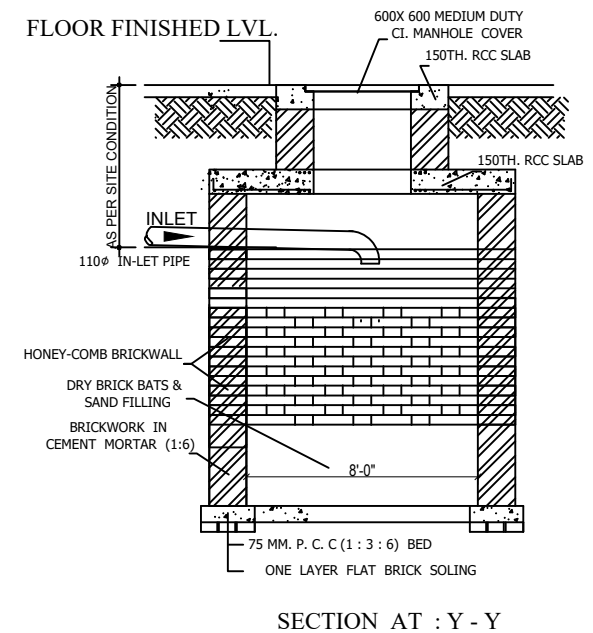 FLOOR FINISHED LVL.
600X 600 MEDIUM DUTY
CI. MANHOLE COVER
150TH. RCC SLAB
AS PER SITE CONDITION
150TH. RCC SLAB
INLET
110φ IN-LET PIPE
HONEY-COMB BRICKWALL
DRY BRICK BATS &
SAND FILLING
BRICKWORK IN
CEMENT MORTAR (1:6)
8'-0"
75 MM. P. C. C (1 : 3 : 6) BED
ONE LAYER FLAT BRICK SOLING
SECTION AT : Y - Y